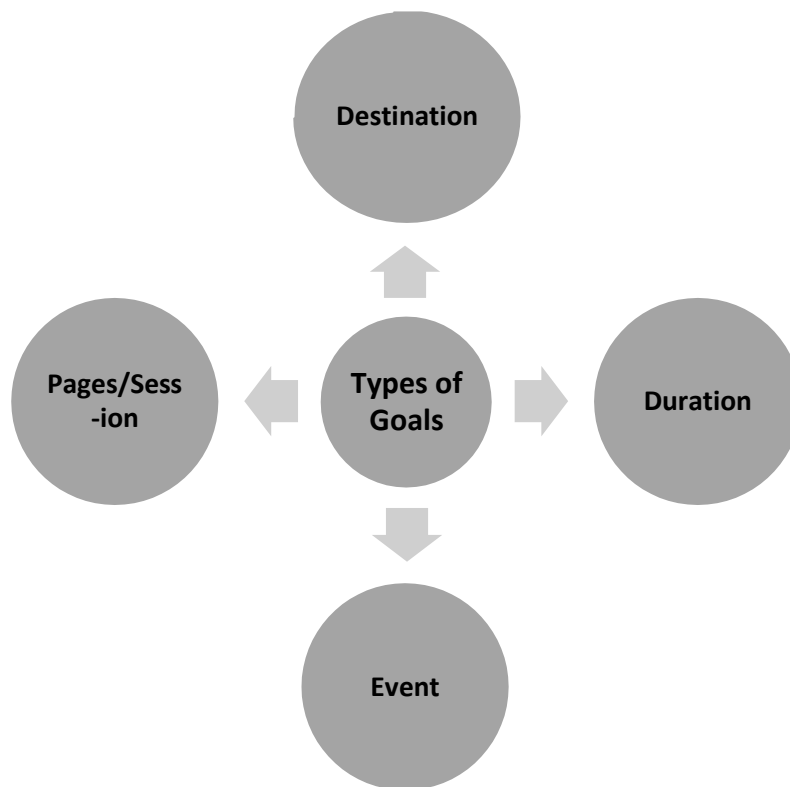 Destination
Pages/Sess
-ion
Types of
Goals
Duration
Event